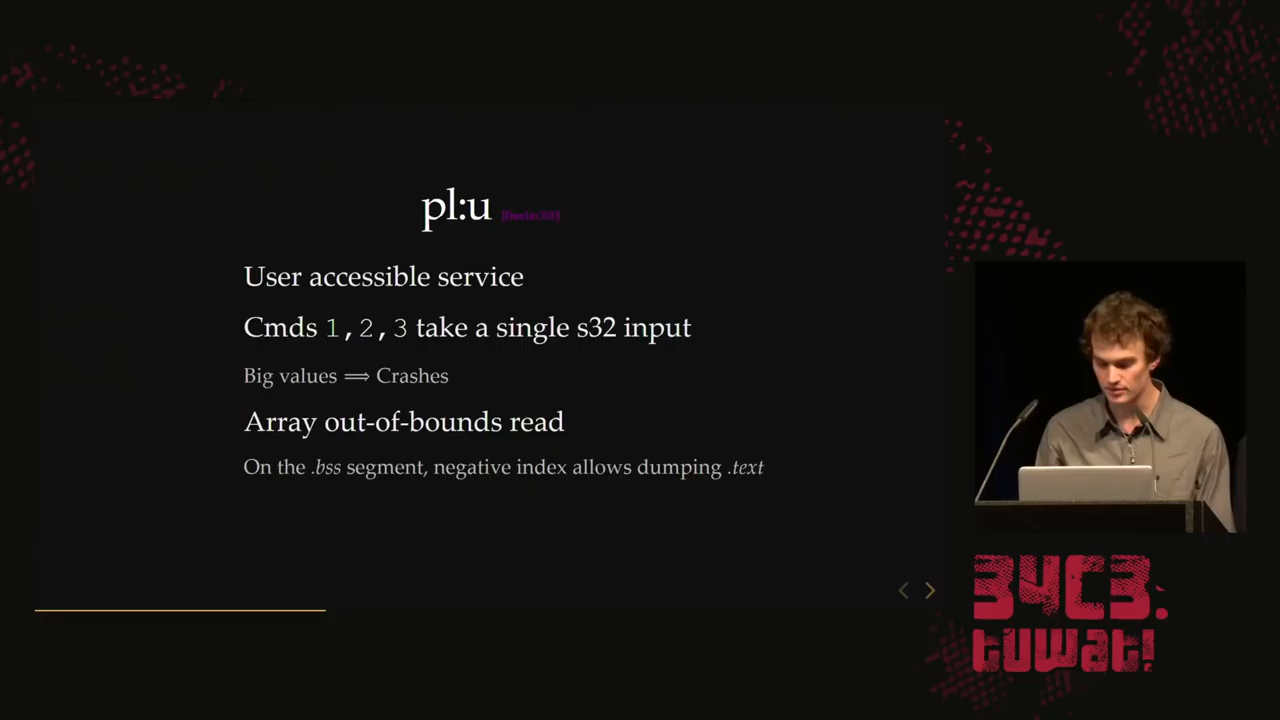 pl:u
User accessible service
Cmds 1, 2, 3 take a single s32 input
Big values ⟹ Crashes
Array out-of-bounds read
On the .bss segment, negative index allows dumping .text
34C3.
tuwat!